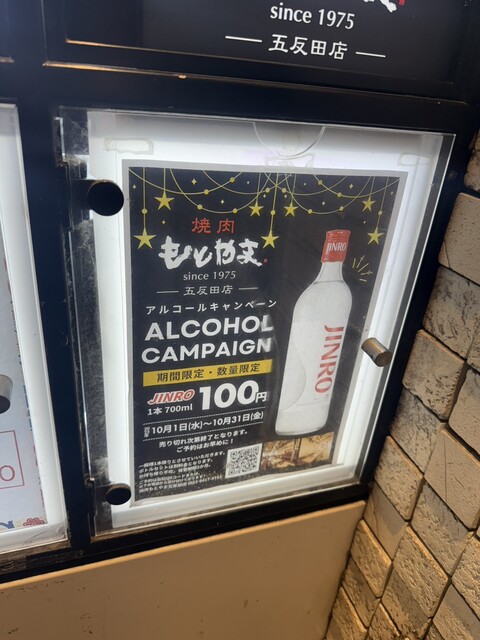 since 1975
五反田店
焼肉
もとやま
since 1975
五反田店
アルコールキャンペーン
ALCOHOL
CAMPAIGN
期間限定・数量限定
JINRO 100円
1本 700ml
10月1日(水)〜10月31日(金)
売り切れ次第終了となります。
ご予約はお早めに!
JINRO
JINRO